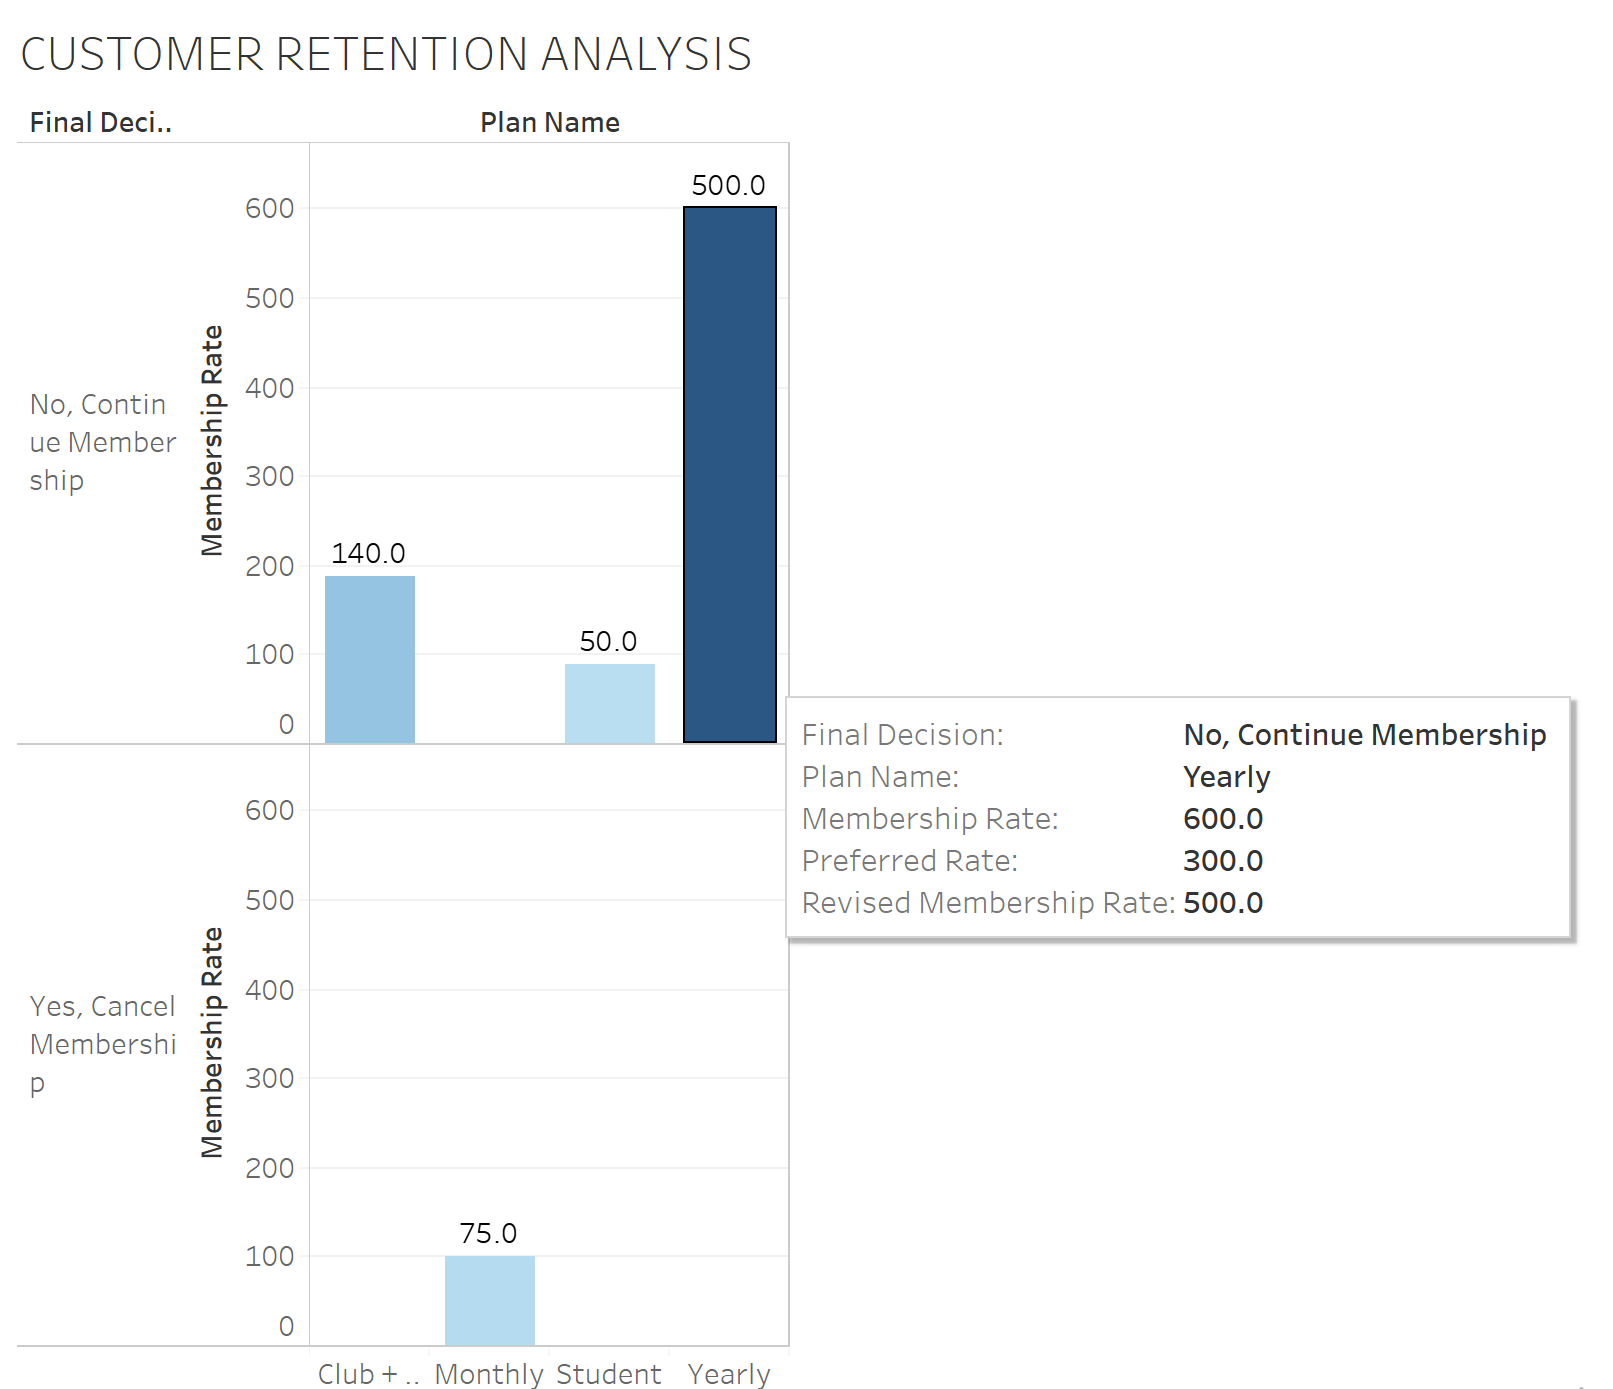 CUSTOMER RETENTION ANALYSIS
Final Deci..
Plan Name
No, Contin
ue Member
ship
Membership Rate
600
500
400
300
200
100
0
140.0
50.0
500.0
Final Decision: No, Continue Membership
Plan Name: Yearly
Membership Rate: 600.0
Preferred Rate: 300.0
Revised Membership Rate: 500.0
Yes, Cancel
Membershi
p
Membership Rate
600
500
400
300
200
100
0
75.0
Club + ..
Monthly
Student
Yearly